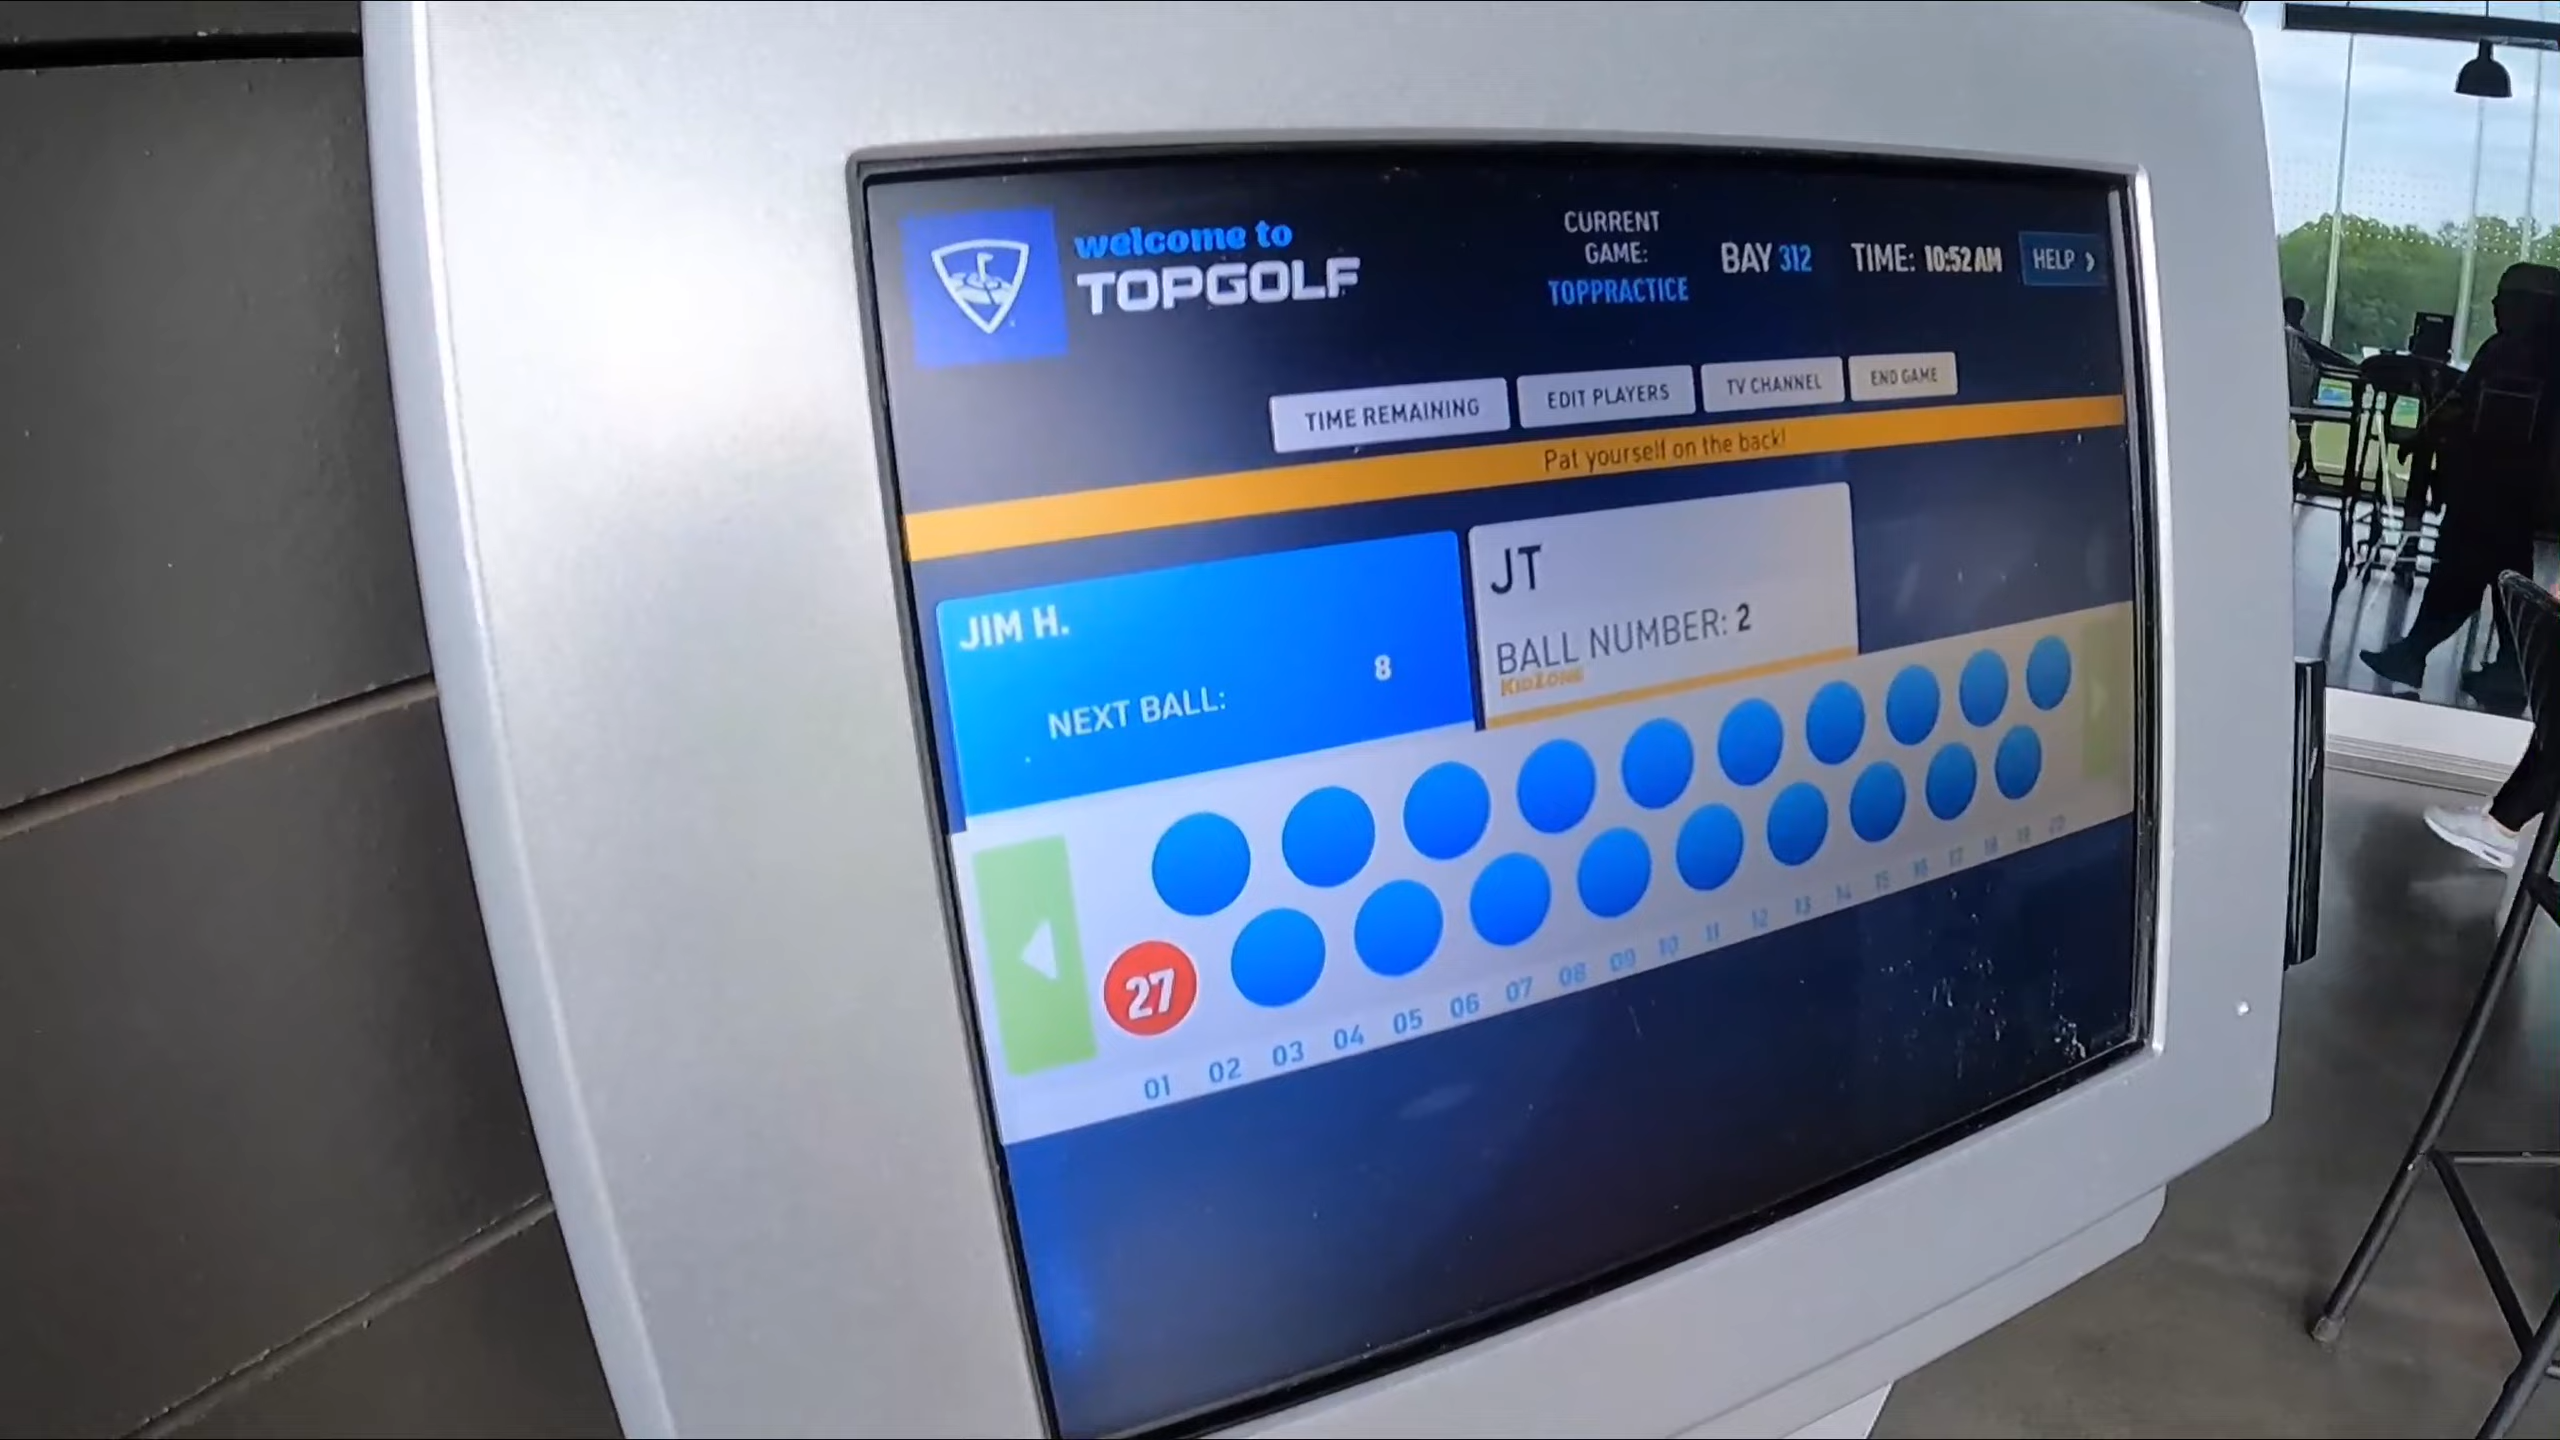 welcome to
TOPGOLF
CURRENT
GAME:
TOPPRACTICE
BAY 312
TIME: 10:52AM
HELP >
TIME REMAINING
EDIT PLAYERS
TV CHANNEL
END GAME
Pat yourself on the back!
JIM H.
NEXT BALL: 8
JT
BALL NUMBER: 2
KIDZONE
27
01 02 03 04 05 06 07 08 09 10 11 12 13 14 15 16 17 18 19 20